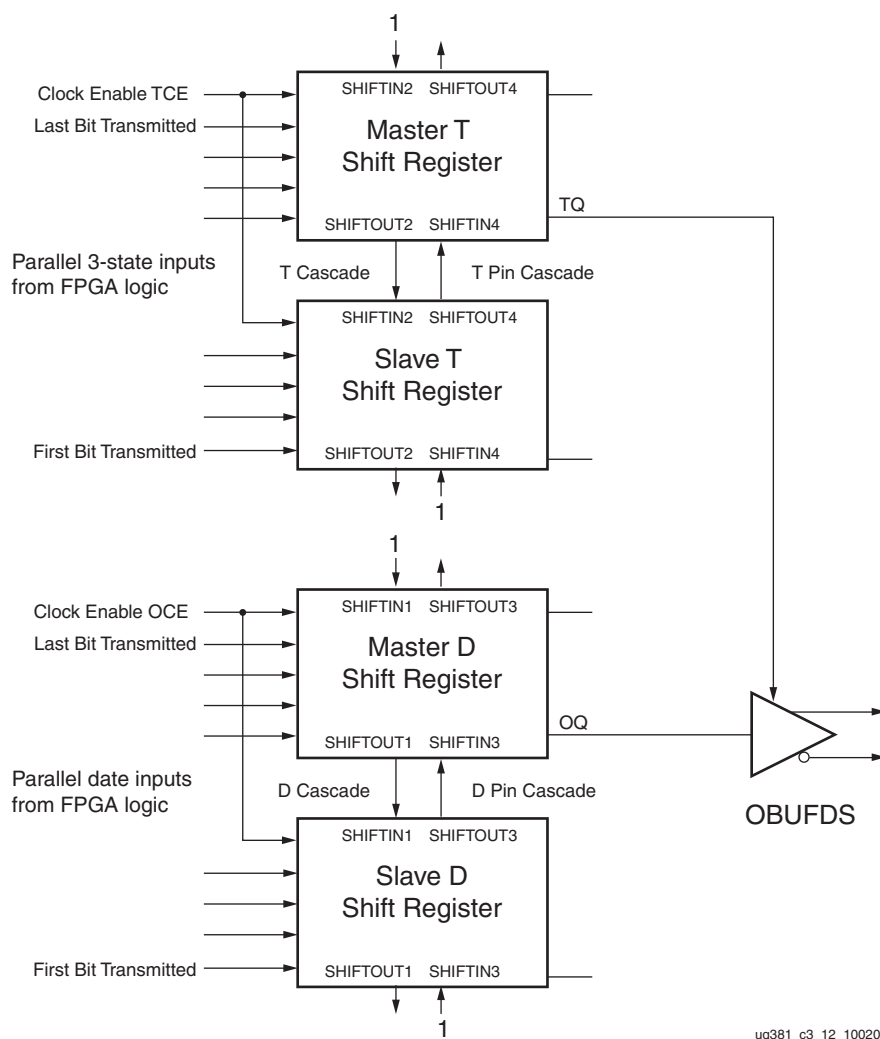 1
SHIFTIN2 SHIFTOUT4
Clock Enable TCE
Last Bit Transmitted
Master T
Shift Register
TQ
SHIFTOUT2 SHIFTIN4
Parallel 3-state inputs
from FPGA logic
T Cascade
T Pin Cascade
SHIFTIN2 SHIFTOUT4
Slave T
Shift Register
First Bit Transmitted
SHIFTOUT2 SHIFTIN4
1
1
SHIFTIN1 SHIFTOUT3
Clock Enable OCE
Last Bit Transmitted
Master D
Shift Register
OQ
SHIFTOUT1 SHIFTIN3
Parallel date inputs
from FPGA logic
D Cascade
D Pin Cascade
OBUFDS
SHIFTIN1 SHIFTOUT3
Slave D
Shift Register
First Bit Transmitted
SHIFTOUT1 SHIFTIN3
1
ug381_c3_12_10020